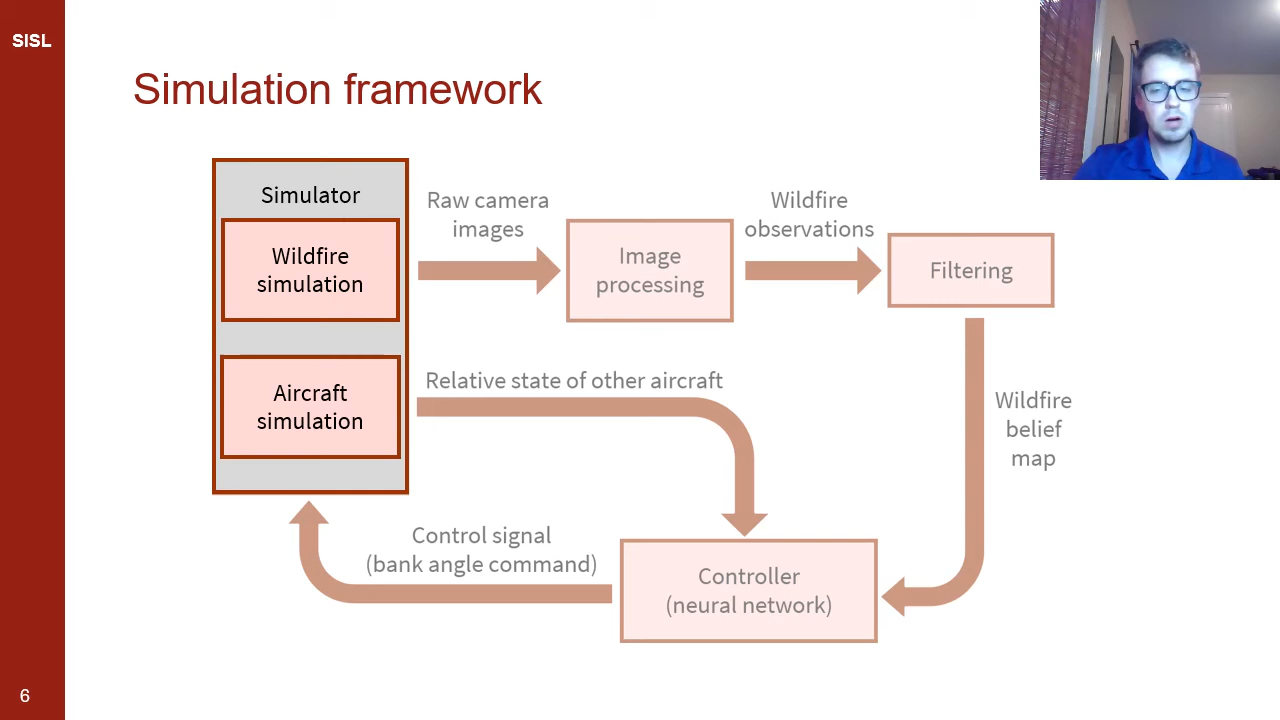 SISL
Simulation framework
Simulator
Wildfire
simulation
Raw camera
images
Image
processing
Wildfire
observations
Filtering
Aircraft
simulation
Relative state of other aircraft
Wildfire
belief
map
Control signal
(bank angle command)
Controller
(neural network)
6